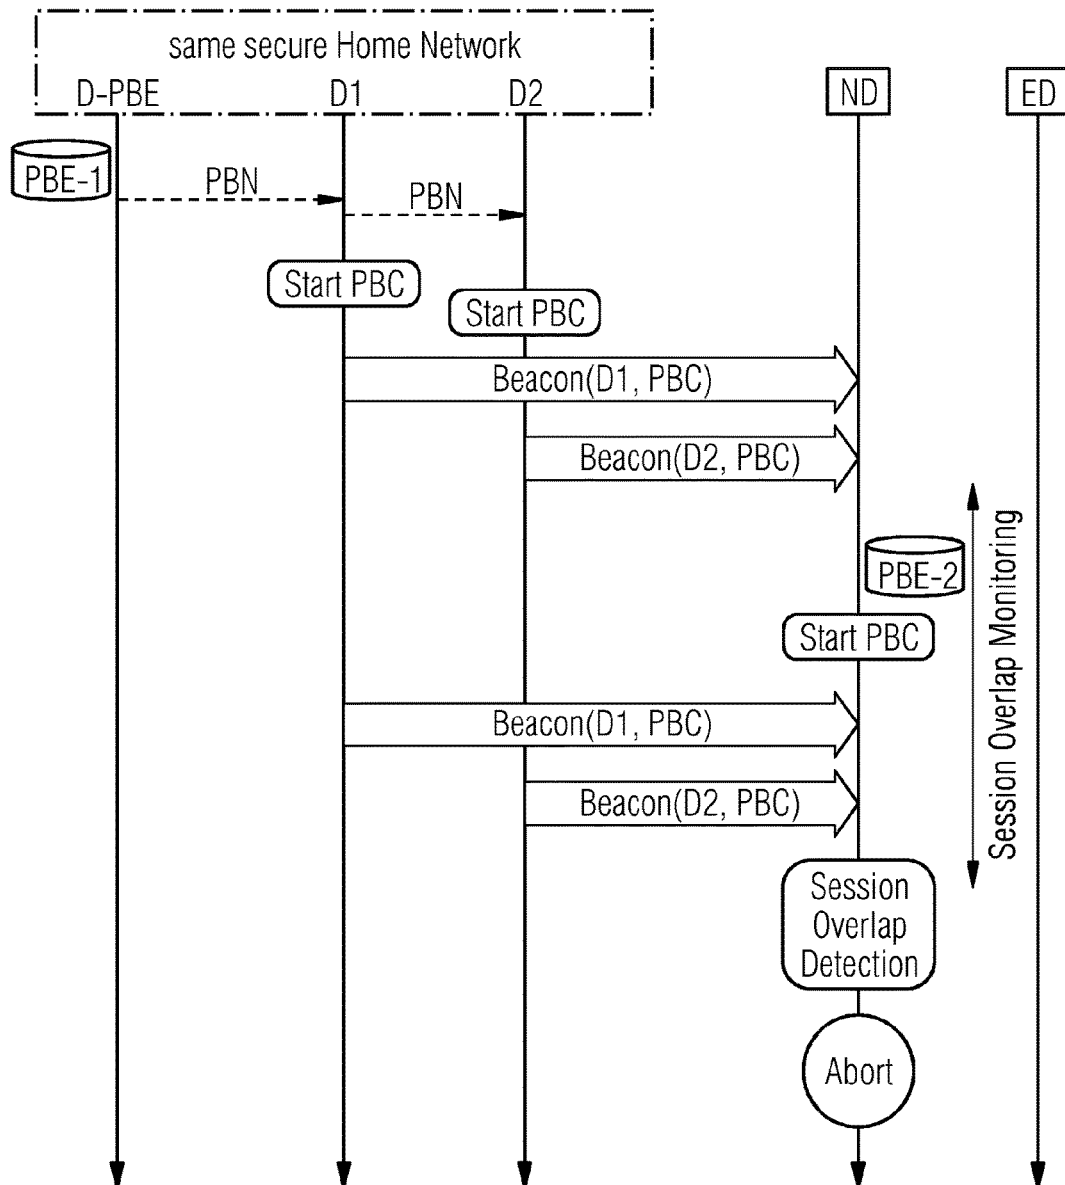 same secure Home Network
D-PBE D1 D2 ND ED
PBE-1
PBN
PBN
Start PBC
Start PBC
Beacon(D1, PBC)
Beacon(D2, PBC)
PBE-2
Start PBC
Session Overlap Monitoring
Beacon(D1, PBC)
Beacon(D2, PBC)
Session
Overlap
Detection
Abort